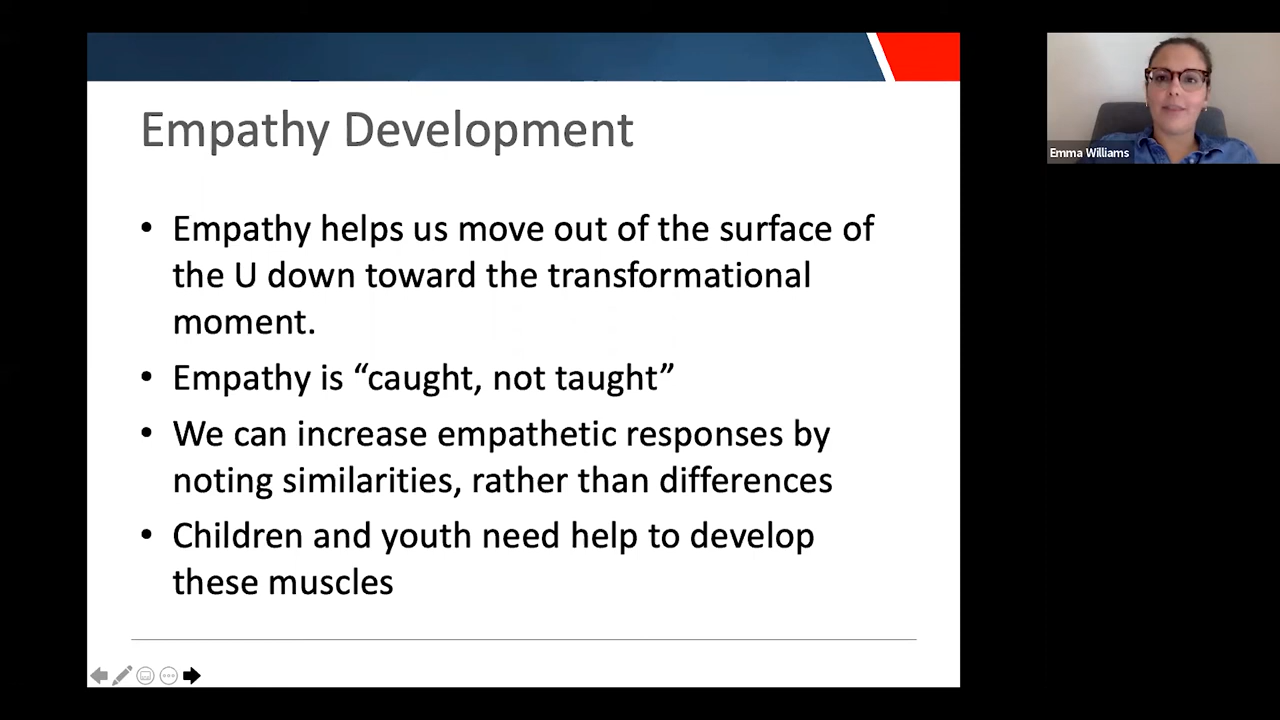 Empathy Development
• Empathy helps us move out of the surface of
the U down toward the transformational
moment.
• Empathy is “caught, not taught”
• We can increase empathetic responses by
noting similarities, rather than differences
• Children and youth need help to develop
these muscles
Emma Williams